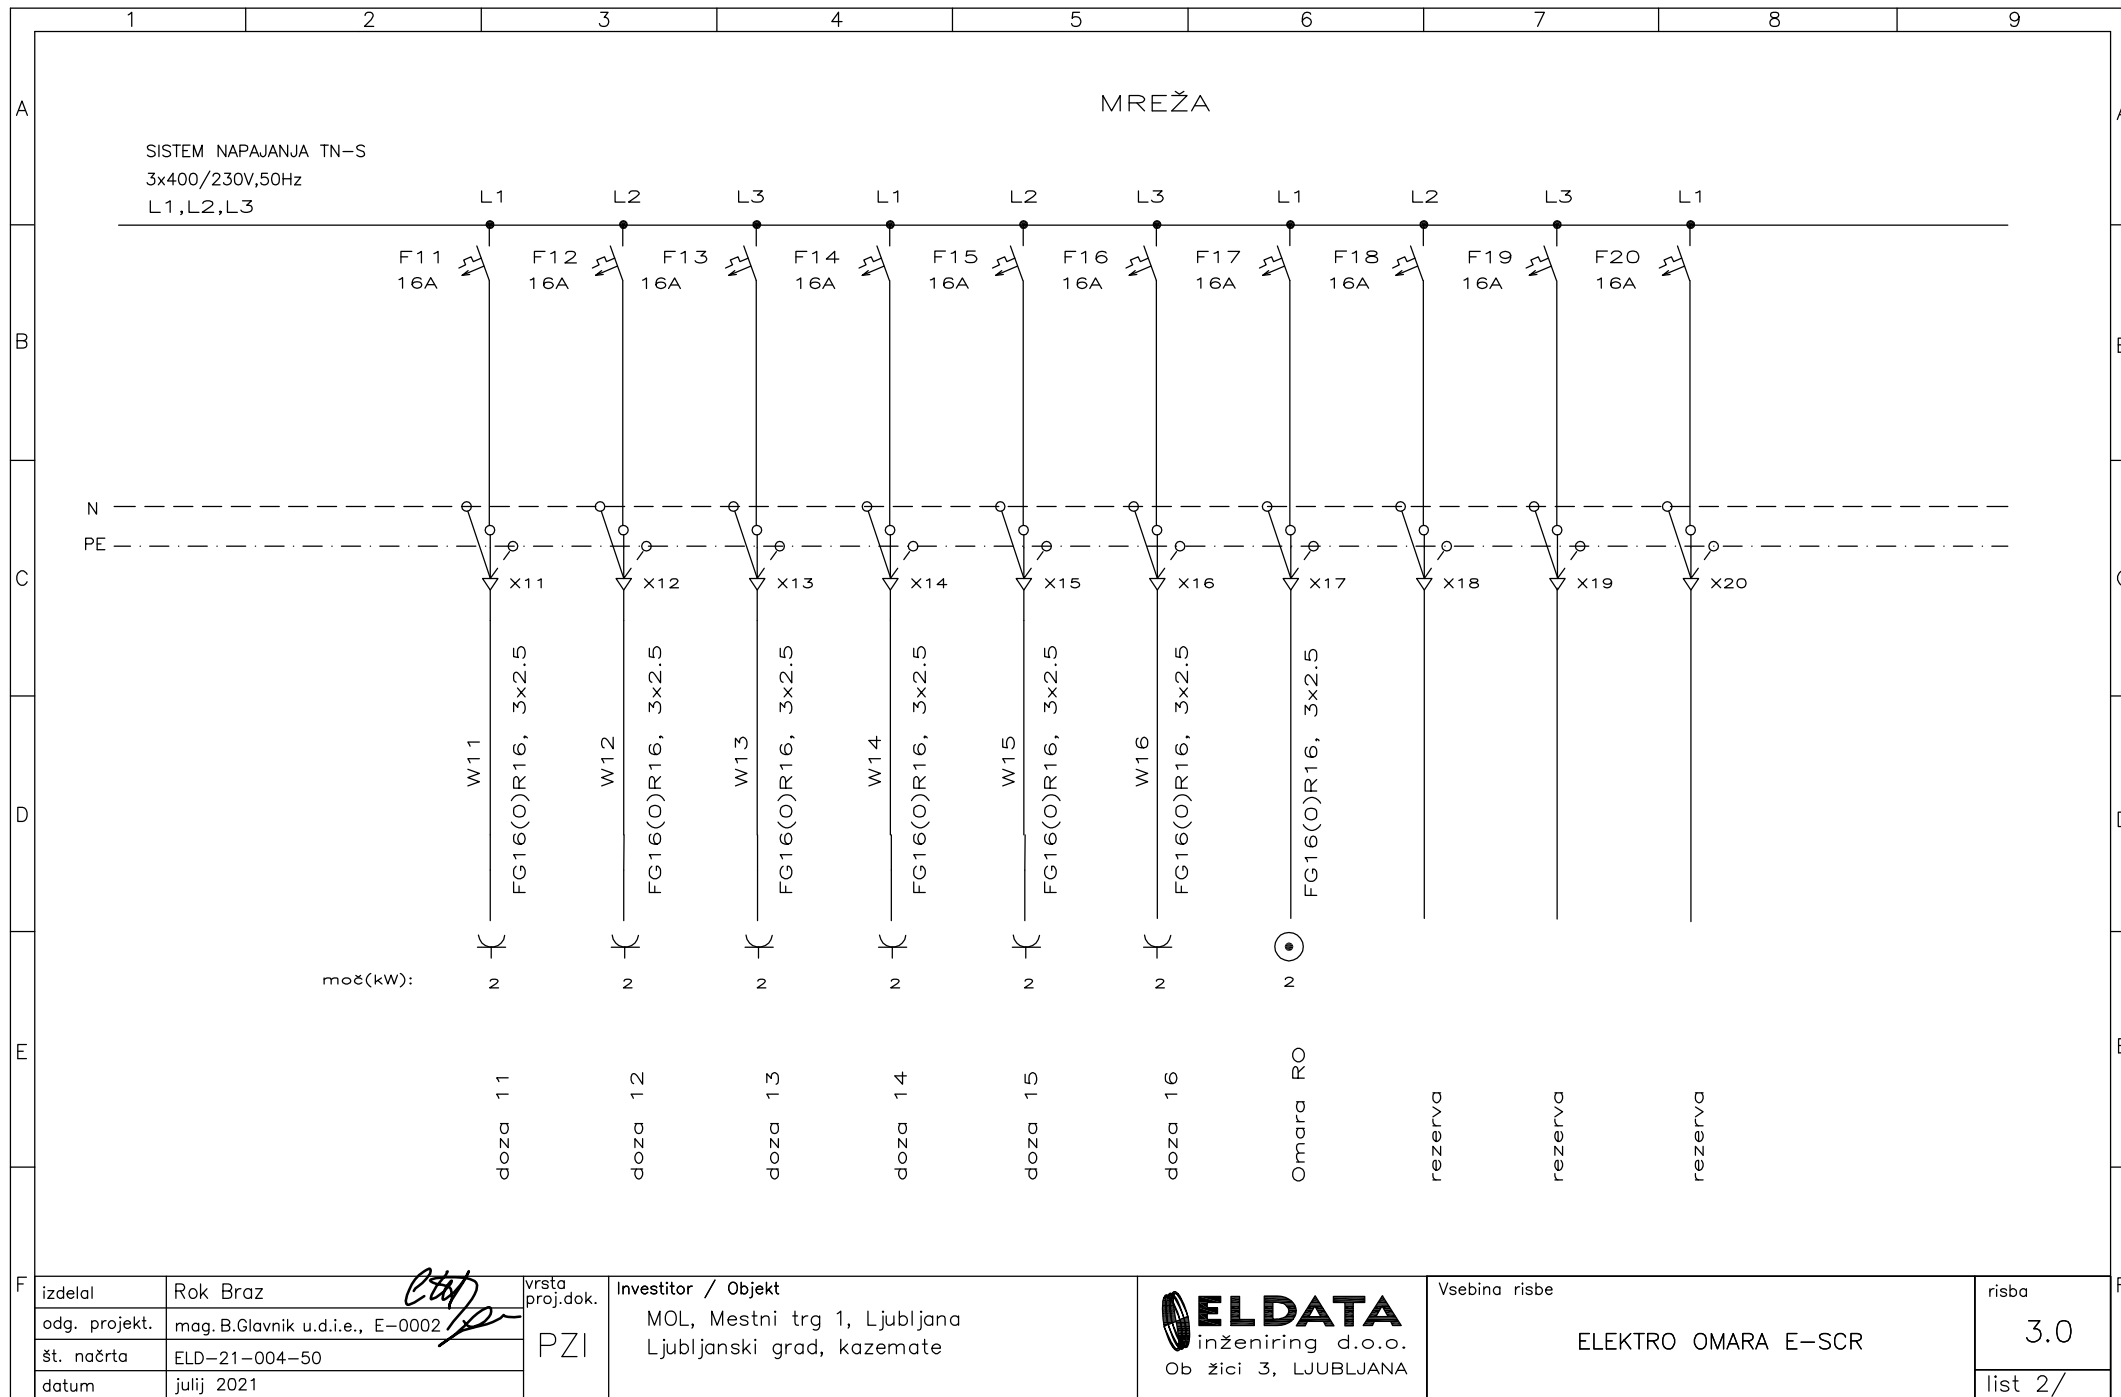 1 2 3 4 5 6 7 8 9
A
B
C
D
E
F
MREŽA
SISTEM NAPAJANJA TN-S
3x400/230V,50Hz
L1,L2,L3
L1 L2 L3 L1 L2 L3 L1 L2 L3 L1
F11 F12 F13 F14 F15 F16 F17 F18 F19 F20
16A 16A 16A 16A 16A 16A 16A 16A 16A 16A
N
PE
X11 X12 X13 X14 X15 X16 X17 X18 X19 X20
W11
FG16(O)R16, 3x2.5
W12
FG16(O)R16, 3x2.5
W13
FG16(O)R16, 3x2.5
W14
FG16(O)R16, 3x2.5
W15
FG16(O)R16, 3x2.5
W16
FG16(O)R16, 3x2.5
FG16(O)R16, 3x2.5
moč(kW): 2 2 2 2 2 2 2
doza 11
doza 12
doza 13
doza 14
doza 15
doza 16
Omara RO
rezerva
rezerva
rezerva
izdelal Rok Braz
odg. projekt. mag. B.Glavnik u.d.i.e., E-0002
št. načrta ELD-21-004-50
datum julij 2021
vrsta
proj.dok.
PZI
Investitor / Objekt
MOL, Mestni trg 1, Ljubljana
Ljubljanski grad, kazemate
ELDATA
inženiring d.o.o.
Ob žici 3, LJUBLJANA
Vsebina risbe
ELEKTRO OMARA E-SCR
risba
3.0
list 2/